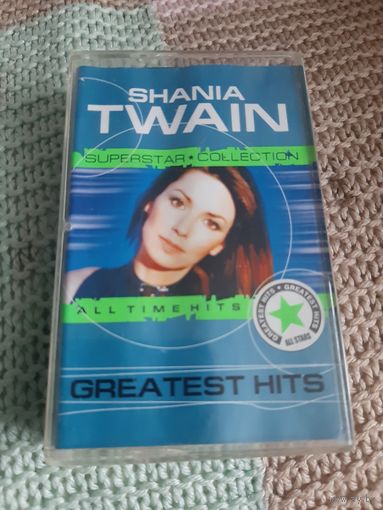 SHANIA
TWAIN
SUPERSTAR ★ COLLECTION
ALL TIME HITS
GREATEST HITS • GREATEST HITS •
ALL STARS
GREATEST HITS